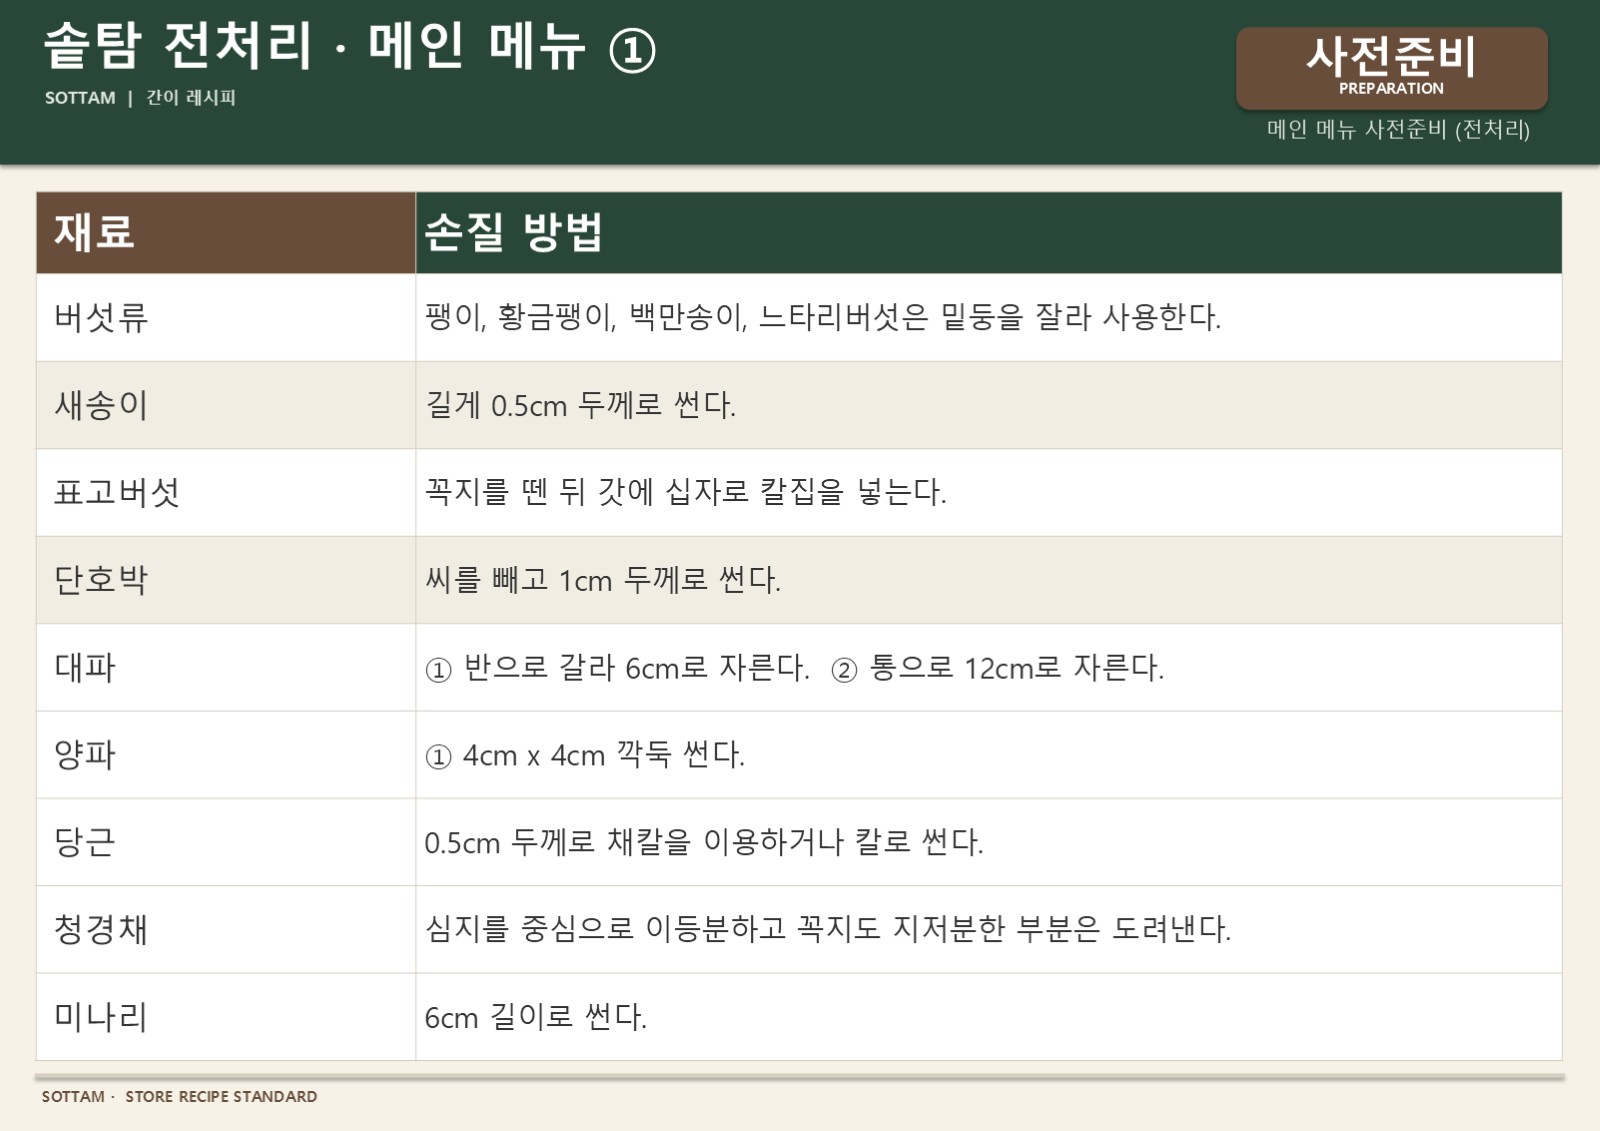 솥탐 전처리 · 메인 메뉴 ①
SOTTAM | 간이 레시피
사전준비
PREPARATION
메인 메뉴 사전준비 (전처리)
재료 손질 방법
버섯류 팽이, 황금팽이, 백만송이, 느타리버섯은 밑둥을 잘라 사용한다.
새송이 길게 0.5cm 두께로 썬다.
표고버섯 꼭지를 뗀 뒤 갓에 십자로 칼집을 넣는다.
단호박 씨를 빼고 1cm 두께로 썬다.
대파 ① 반으로 갈라 6cm로 자른다. ② 통으로 12cm로 자른다.
양파 ① 4cm x 4cm 깍둑 썬다.
당근 0.5cm 두께로 채칼을 이용하거나 칼로 썬다.
청경채 심지를 중심으로 이등분하고 꼭지도 지저분한 부분은 도려낸다.
미나리 6cm 길이로 썬다.
SOTTAM · STORE RECIPE STANDARD